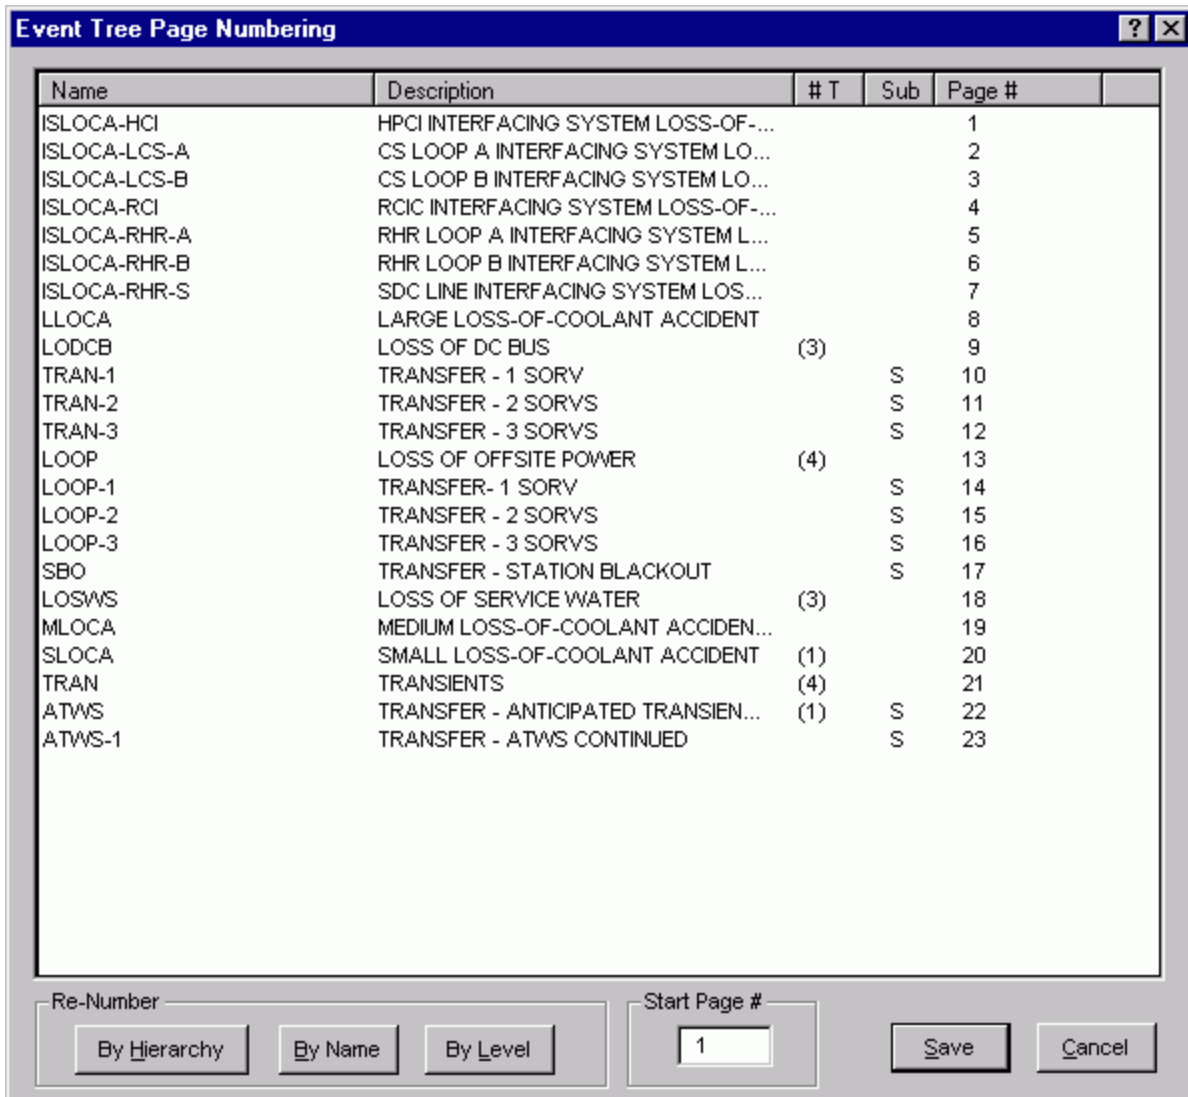 Event Tree Page Numbering
Name Description # T Sub Page #
ISLOCA-HCI HPCI INTERFACING SYSTEM LOSS-OF-... 1
ISLOCA-LCS-A CS LOOP A INTERFACING SYSTEM LO... 2
ISLOCA-LCS-B CS LOOP B INTERFACING SYSTEM LO... 3
ISLOCA-RCI RCIC INTERFACING SYSTEM LOSS-OF-... 4
ISLOCA-RHR-A RHR LOOP A INTERFACING SYSTEM L... 5
ISLOCA-RHR-B RHR LOOP B INTERFACING SYSTEM L... 6
ISLOCA-RHR-S SDC LINE INTERFACING SYSTEM LOS... 7
LLOCA LARGE LOSS-OF-COOLANT ACCIDENT 8
LODCB LOSS OF DC BUS (3) 9
TRAN-1 TRANSFER - 1 SORV S 10
TRAN-2 TRANSFER - 2 SORVS S 11
TRAN-3 TRANSFER - 3 SORVS S 12
LOOP LOSS OF OFFSITE POWER (4) 13
LOOP-1 TRANSFER- 1 SORV S 14
LOOP-2 TRANSFER - 2 SORVS S 15
LOOP-3 TRANSFER - 3 SORVS S 16
SBO TRANSFER - STATION BLACKOUT S 17
LOSWS LOSS OF SERVICE WATER (3) 18
MLOCA MEDIUM LOSS-OF-COOLANT ACCIDEN... 19
SLOCA SMALL LOSS-OF-COOLANT ACCIDENT (1) 20
TRAN TRANSIENTS (4) 21
ATWS TRANSFER - ANTICIPATED TRANSIEN... (1) S 22
ATWS-1 TRANSFER - ATWS CONTINUED S 23
Re-Number Start Page #
By Hierarchy By Name By Level 1 Save Cancel